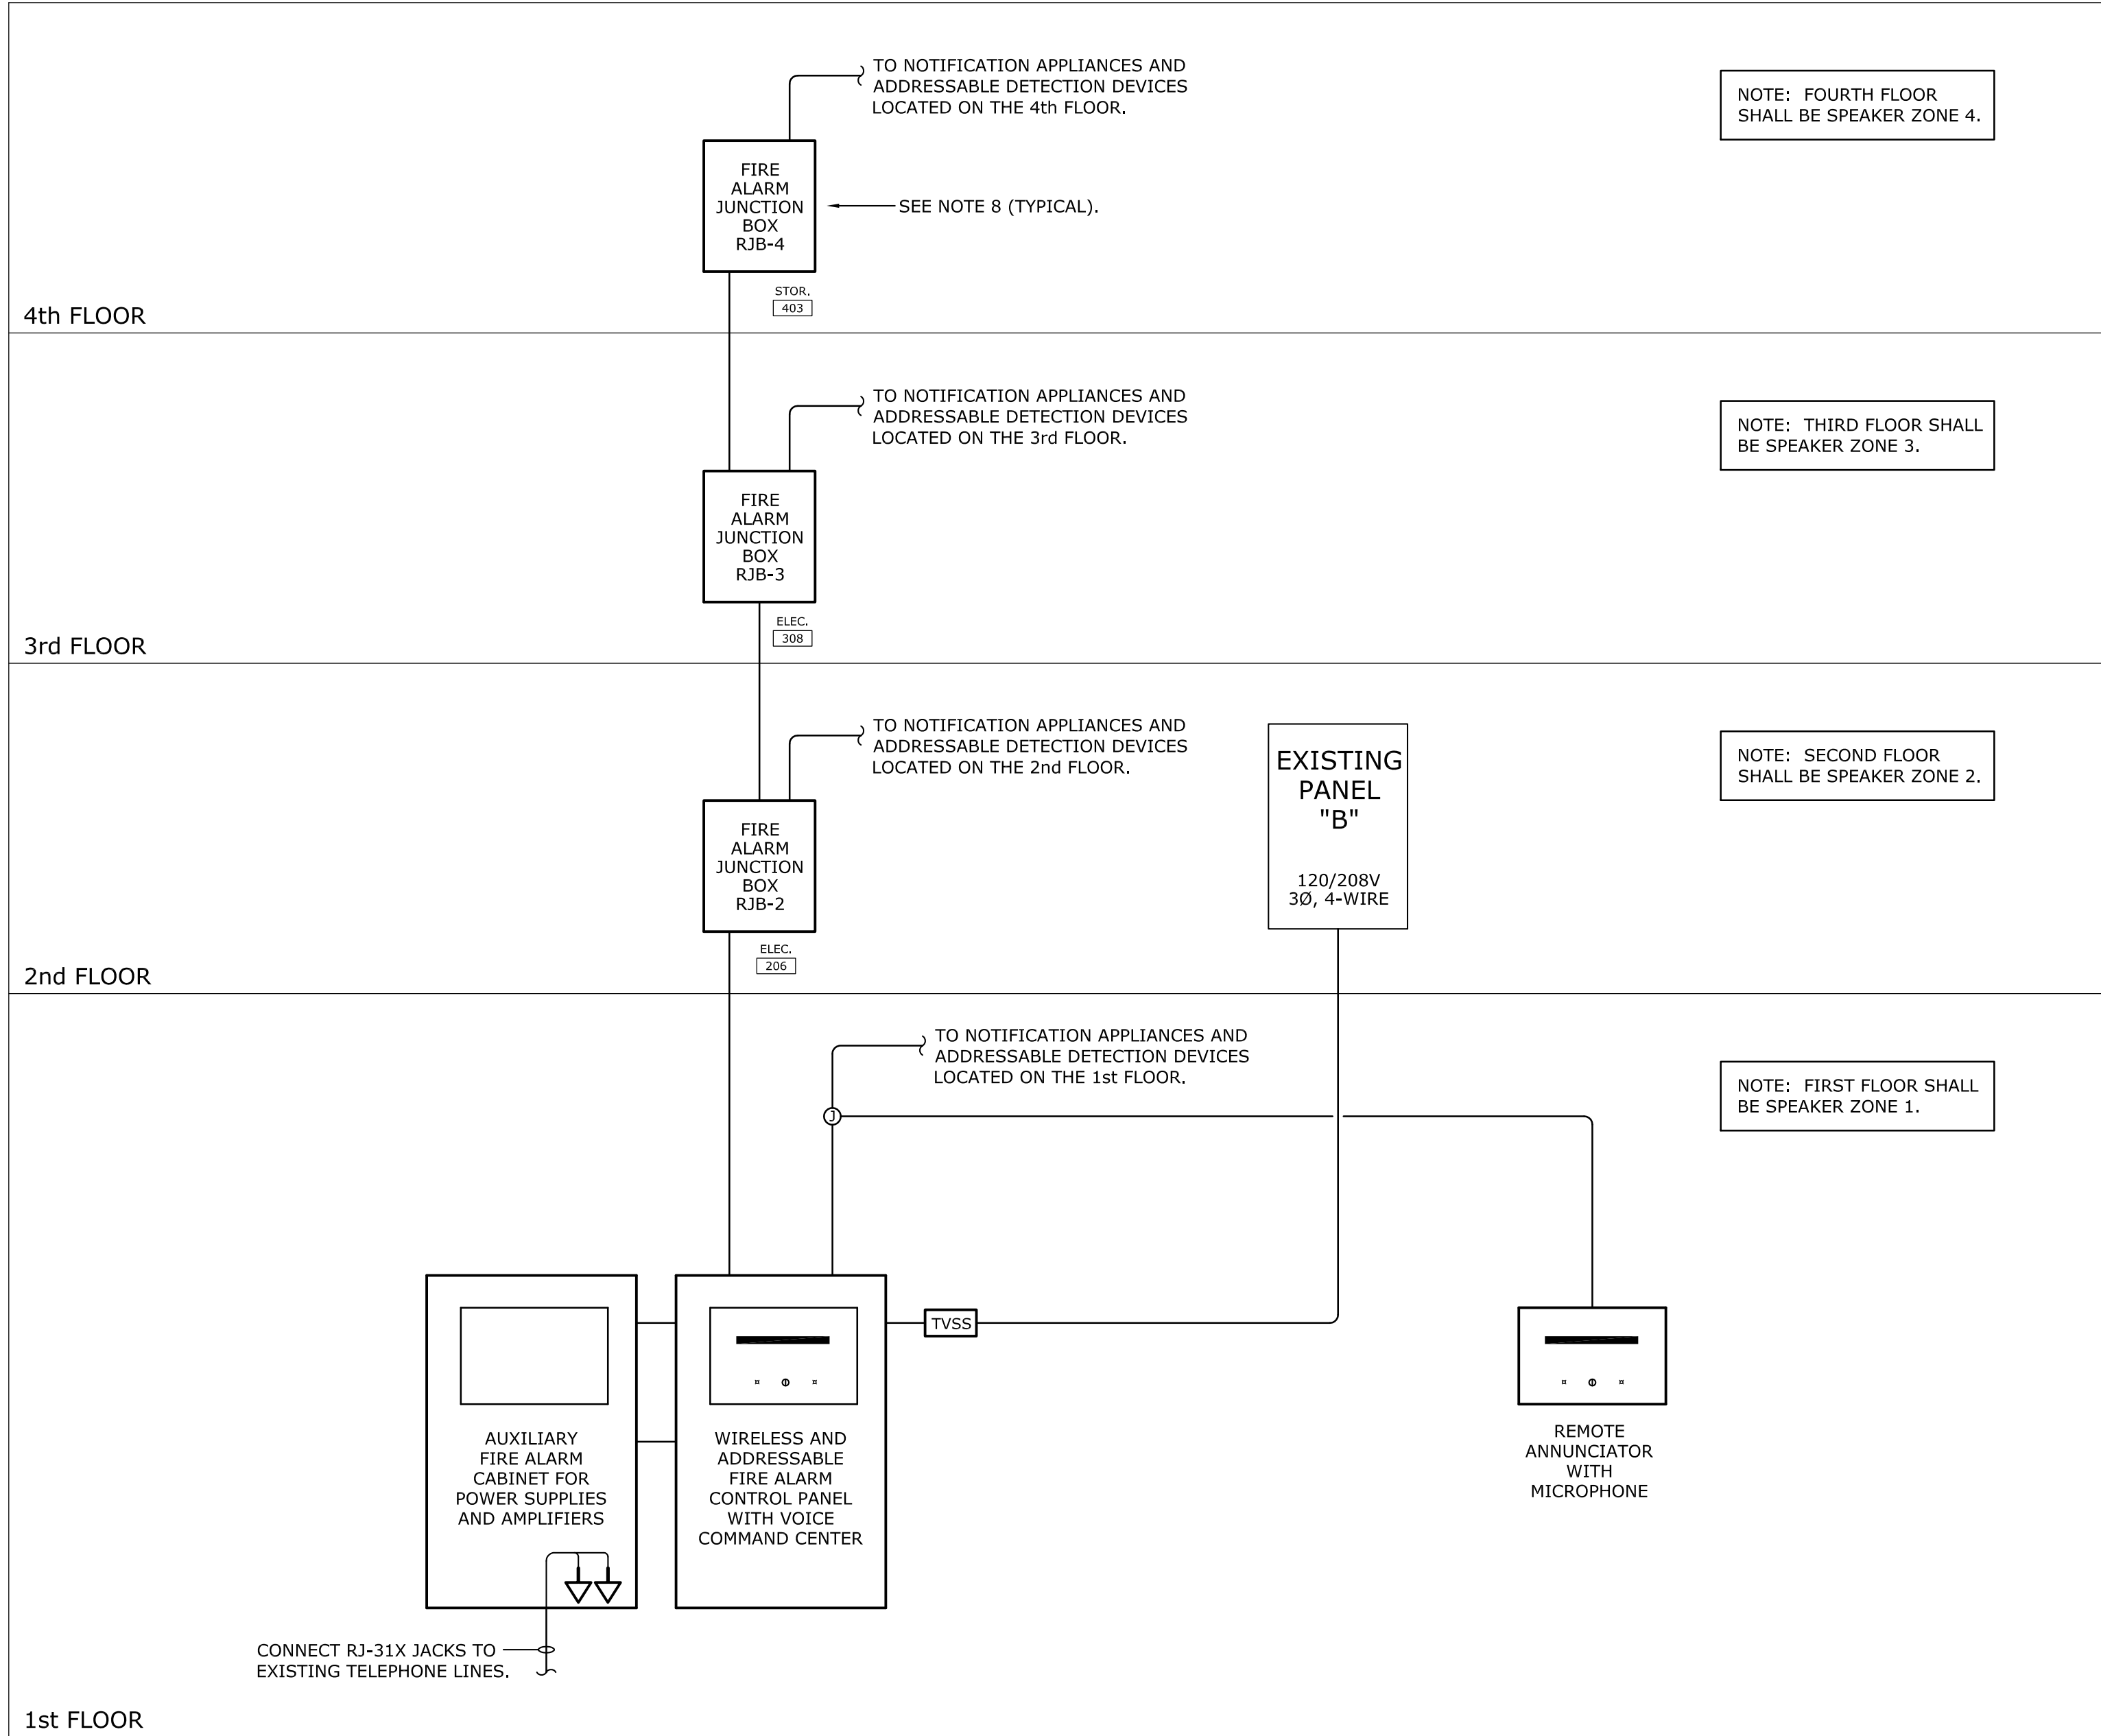 TO NOTIFICATION APPLIANCES AND
ADDRESSABLE DETECTION DEVICES
LOCATED ON THE 4th FLOOR.
NOTE: FOURTH FLOOR
SHALL BE SPEAKER ZONE 4.
FIRE
ALARM
JUNCTION
BOX
RJB-4
SEE NOTE 8 (TYPICAL).
STOR.
403
4th FLOOR
TO NOTIFICATION APPLIANCES AND
ADDRESSABLE DETECTION DEVICES
LOCATED ON THE 3rd FLOOR.
NOTE: THIRD FLOOR SHALL
BE SPEAKER ZONE 3.
FIRE
ALARM
JUNCTION
BOX
RJB-3
ELEC.
308
3rd FLOOR
TO NOTIFICATION APPLIANCES AND
ADDRESSABLE DETECTION DEVICES
LOCATED ON THE 2nd FLOOR.
EXISTING
PANEL
"B"
120/208V
3Ø, 4-WIRE
NOTE: SECOND FLOOR
SHALL BE SPEAKER ZONE 2.
FIRE
ALARM
JUNCTION
BOX
RJB-2
ELEC.
206
2nd FLOOR
TO NOTIFICATION APPLIANCES AND
ADDRESSABLE DETECTION DEVICES
LOCATED ON THE 1st FLOOR.
NOTE: FIRST FLOOR SHALL
BE SPEAKER ZONE 1.
J
TVSS
AUXILIARY
FIRE ALARM
CABINET FOR
POWER SUPPLIES
AND AMPLIFIERS
WIRELESS AND
ADDRESSABLE
FIRE ALARM
CONTROL PANEL
WITH VOICE
COMMAND CENTER
REMOTE
ANNUNCIATOR
WITH
MICROPHONE
CONNECT RJ-31X JACKS TO
EXISTING TELEPHONE LINES.
1st FLOOR